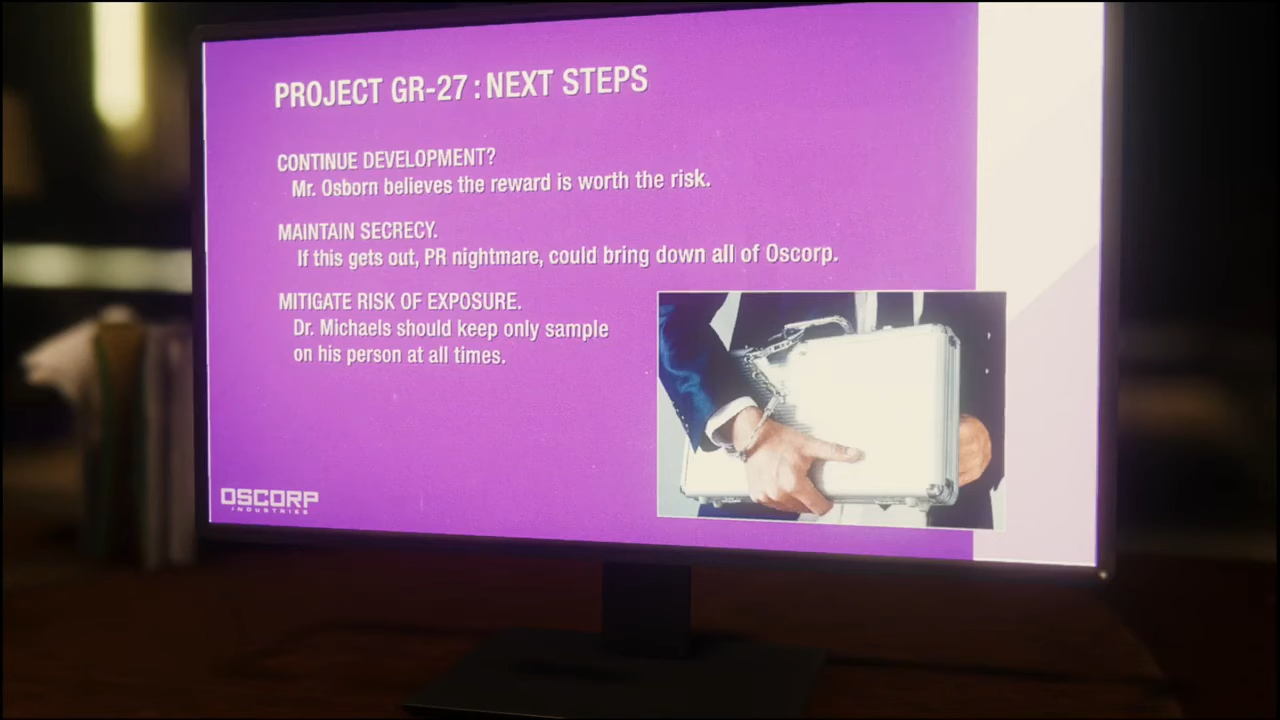 PROJECT GR-27 : NEXT STEPS
CONTINUE DEVELOPMENT?
Mr. Osborn believes the reward is worth the risk.
MAINTAIN SECRECY.
If this gets out, PR nightmare, could bring down all of Oscorp.
MITIGATE RISK OF EXPOSURE.
Dr. Michaels should keep only sample
on his person at all times.
OSCORP
INDUSTRIES